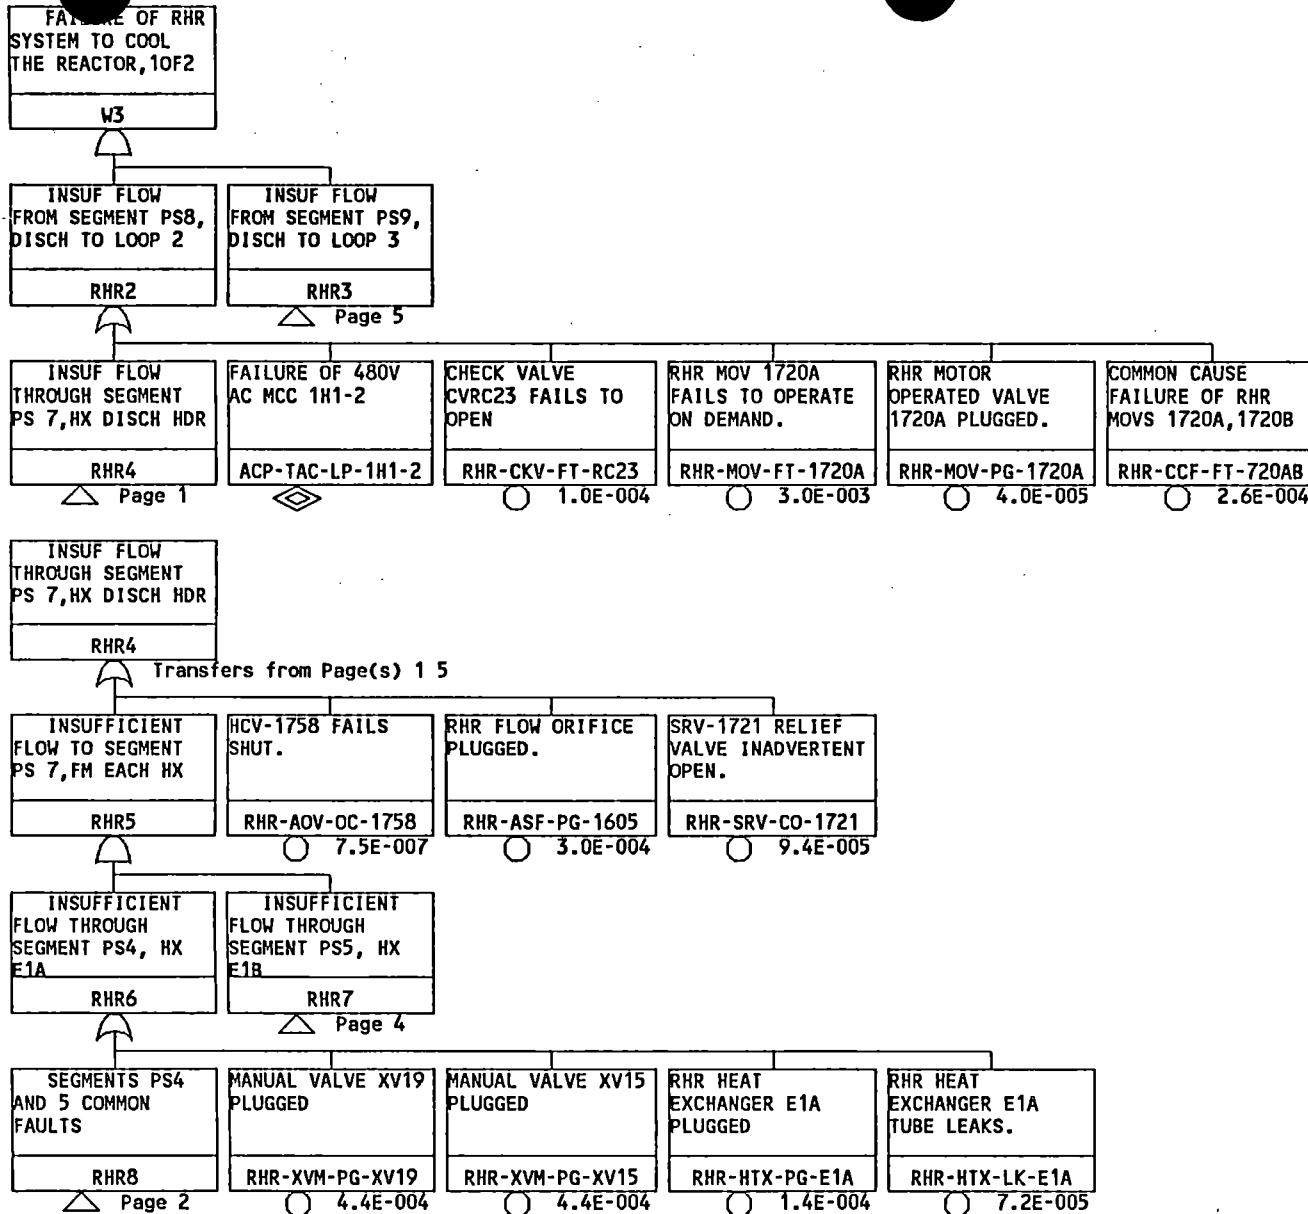 FAILURE OF RHR
SYSTEM TO COOL
THE REACTOR,1OF2
W3
INSUF FLOW
FROM SEGMENT PS8,
DISCH TO LOOP 2
RHR2
INSUF FLOW
FROM SEGMENT PS9,
DISCH TO LOOP 3
RHR3
Page 5
INSUF FLOW
THROUGH SEGMENT
PS 7,HX DISCH HDR
RHR4
Page 1
FAILURE OF 480V
AC MCC 1H1-2
ACP-TAC-LP-1H1-2
CHECK VALVE
CVRC23 FAILS TO
OPEN
RHR-CKV-FT-RC23
1.0E-004
RHR MOV 1720A
FAILS TO OPERATE
ON DEMAND.
RHR-MOV-FT-1720A
3.0E-003
RHR MOTOR
OPERATED VALVE
1720A PLUGGED.
RHR-MOV-PG-1720A
4.0E-005
COMMON CAUSE
FAILURE OF RHR
MOVS 1720A,1720B
RHR-CCF-FT-720AB
2.6E-004
INSUF FLOW
THROUGH SEGMENT
PS 7,HX DISCH HDR
RHR4
Transfers from Page(s) 1 5
INSUFFICIENT
FLOW TO SEGMENT
PS 7,FM EACH HX
RHR5
HCV-1758 FAILS
SHUT.
RHR-AOV-OC-1758
7.5E-007
RHR FLOW ORIFICE
PLUGGED.
RHR-ASF-PG-1605
3.0E-004
SRV-1721 RELIEF
VALVE INADVERTENT
OPEN.
RHR-SRV-CO-1721
9.4E-005
INSUFFICIENT
FLOW THROUGH
SEGMENT PS4, HX
E1A
RHR6
INSUFFICIENT
FLOW THROUGH
SEGMENT PS5, HX
E1B
RHR7
Page 4
SEGMENTS PS4
AND 5 COMMON
FAULTS
RHR8
Page 2
MANUAL VALVE XV19
PLUGGED
RHR-XVM-PG-XV19
4.4E-004
MANUAL VALVE XV15
PLUGGED
RHR-XVM-PG-XV15
4.4E-004
RHR HEAT
EXCHANGER E1A
PLUGGED
RHR-HTX-PG-E1A
1.4E-004
RHR HEAT
EXCHANGER E1A
TUBE LEAKS.
RHR-HTX-LK-E1A
7.2E-005